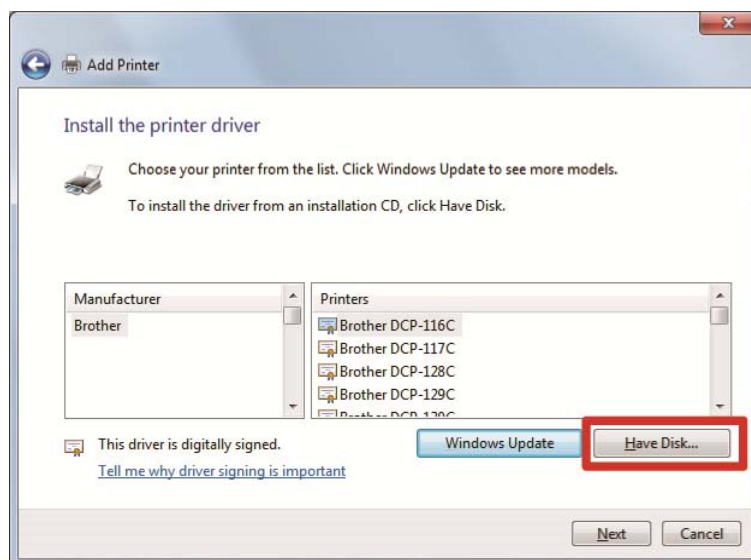 Add Printer
Install the printer driver
Choose your printer from the list. Click Windows Update to see more models.
To install the driver from an installation CD, click Have Disk.
Manufacturer
Brother
Printers
Brother DCP-116C
Brother DCP-117C
Brother DCP-128C
Brother DCP-129C
Brother DCP-130C
This driver is digitally signed.
Tell me why driver signing is important
Windows Update
Have Disk...
Next
Cancel